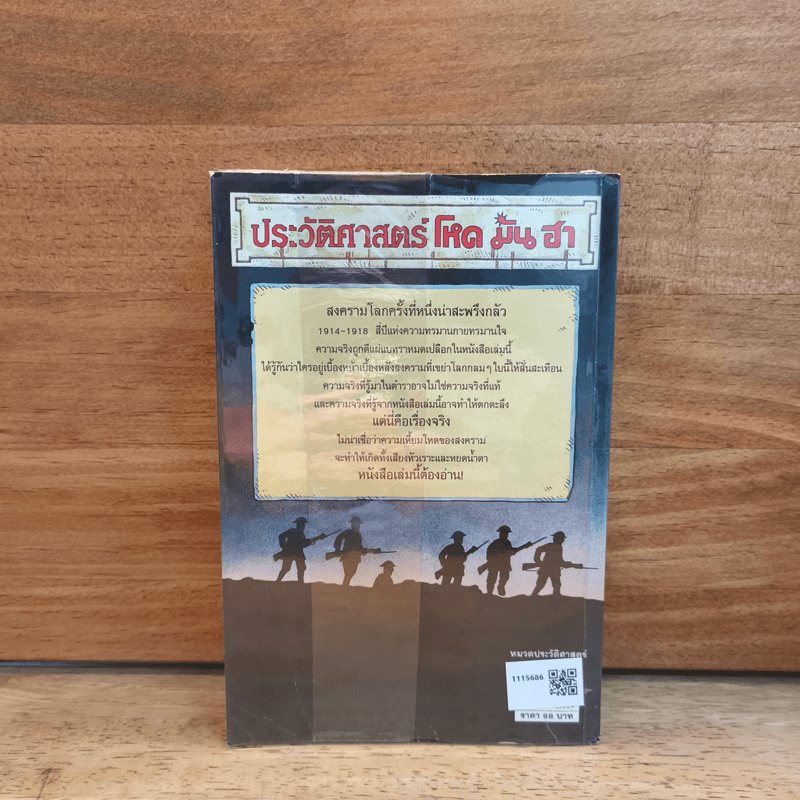 ประวัติศาสตร์ โหด มัน ฮา
สงครามโลกครั้งที่หนึ่งน่าสะพรึงกลัว
1914-1918 สี่ปีแห่งความทรมานกายทรมานใจ
ความจริงถูกตีแผ่แบบราหมดเปลือกในหนังสือเล่มนี้
ได้รู้กันว่าใครอยู่เบื้องหน้าเบื้องหลังสงครามที่เขย่าโลกกลมๆใบนี้ให้สั่นสะเทือน
ความจริงที่รู้มาในตำราอาจไม่ใช่ความจริงที่แท้
และความจริงที่รู้จากหนังสือเล่มนี้อาจทำให้ตกตะลึง
แต่นี่คือเรื่องจริง
ไม่น่าเชื่อว่าความเหี้ยมโหดของสงคราม
จะทำให้เกิดทั้งเสียงหัวเราะและหยดน้ำตา
หนังสือเล่มนี้ต้องอ่าน!
หมวดประวัติศาสตร์
1115686
ราคา 98 บาท